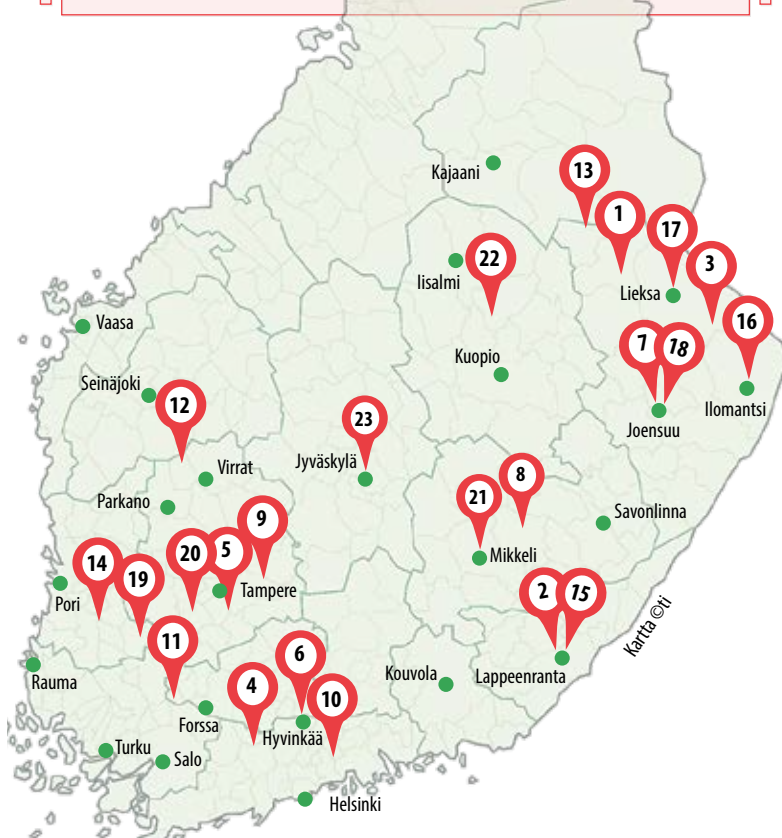 13
Kajaani
1
17
22
Iisalmi
3
Lieksa
16
Vaasa
7
18
Kuopio
Seinäjoki
12
Ilomantsi
23
Joensuu
Virrat
Jyväskylä
8
Parkano
21
9
Savonlinna
20
5
14
Mikkeli
19
Tampere
2
15
Pori
Kartta ©ti
11
6
Rauma
4
Kouvola
Lappeenranta
10
Forssa
Hyvinkää
Turku
Salo
Helsinki